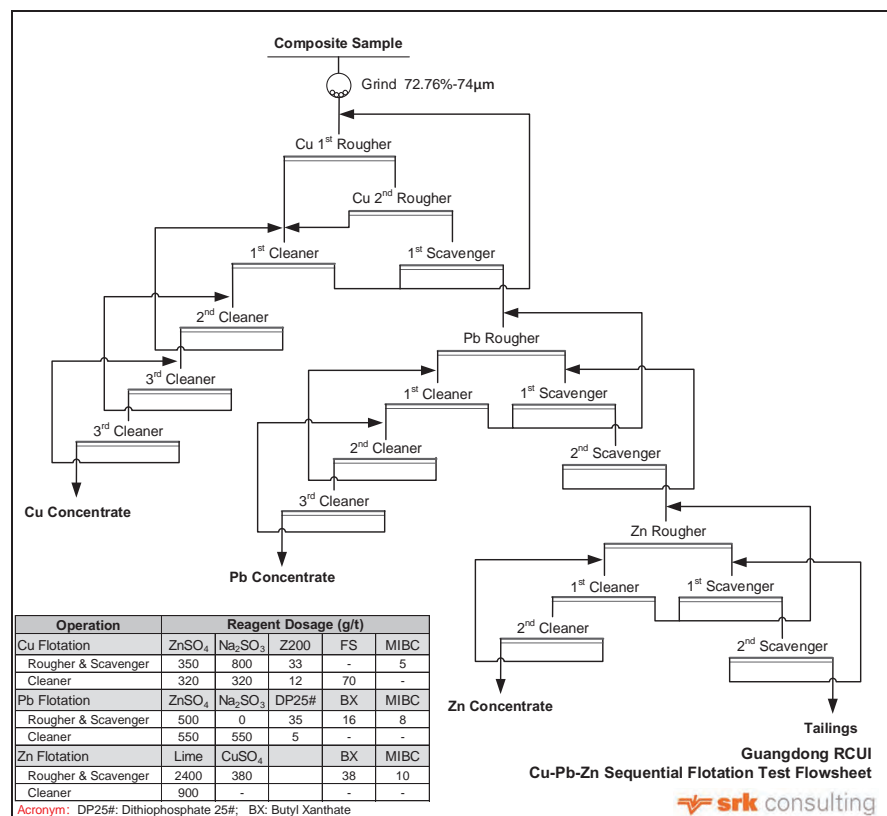 Composite Sample
Grind 72.76%-74μm
Cu 1st Rougher
Cu 2nd Rougher
1st Cleaner
1st Scavenger
2nd Cleaner
Pb Rougher
3rd Cleaner
1st Cleaner
1st Scavenger
3rd Cleaner
2nd Cleaner
2nd Scavenger
Cu Concentrate
3rd Cleaner
Zn Rougher
Pb Concentrate
1st Cleaner
1st Scavenger
2nd Cleaner
2nd Scavenger
Zn Concentrate
Tailings
Operation Reagent Dosage (g/t)
Cu Flotation ZnSO4 Na2SO3 Z200 FS MIBC
Rougher & Scavenger 350 800 33 - 5
Cleaner 320 320 12 70 -
Pb Flotation ZnSO4 Na2SO3 DP25# BX MIBC
Rougher & Scavenger 500 0 35 16 8
Cleaner 550 550 5 - -
Zn Flotation Lime CuSO4 BX MIBC
Rougher & Scavenger 2400 380 38 10
Cleaner 900 - - -
Acronym: DP25#: Dithiophosphate 25#; BX: Butyl Xanthate
Guangdong RCUI
Cu-Pb-Zn Sequential Flotation Test Flowsheet
srk consulting